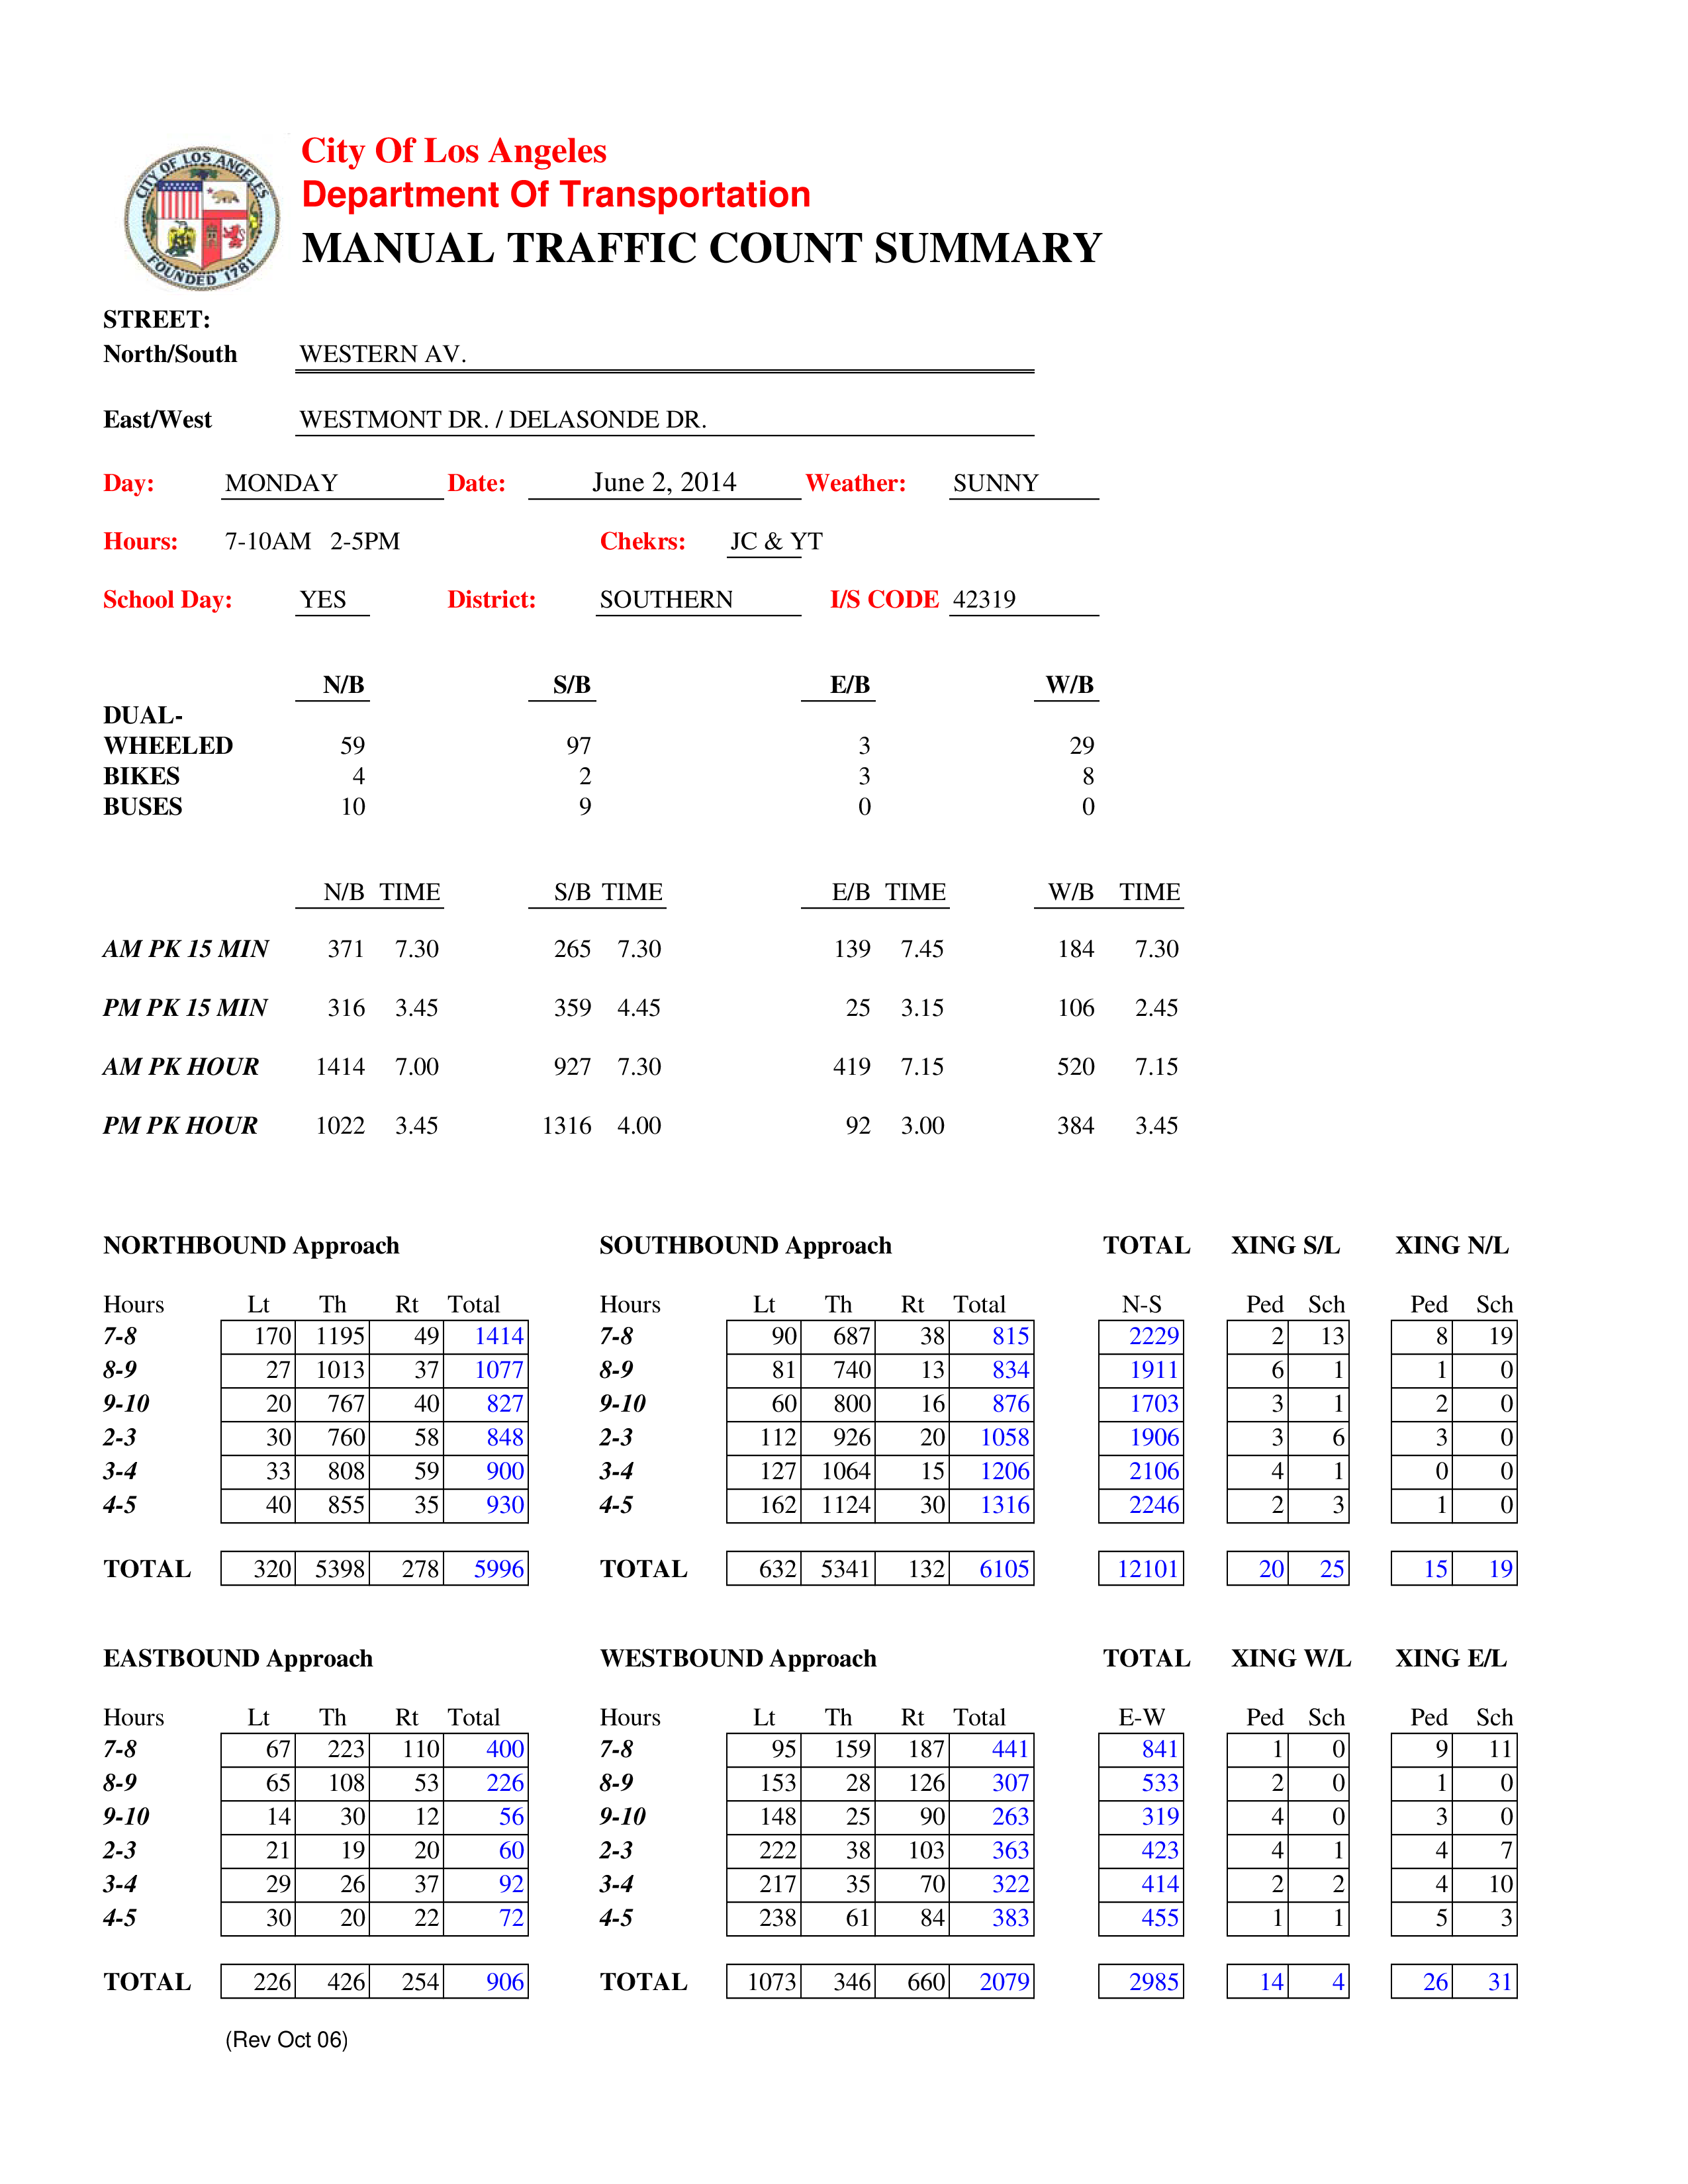 CITY OF LOS ANGELES
FOUNDED 1781
City Of Los Angeles
Department Of Transportation
MANUAL TRAFFIC COUNT SUMMARY
STREET:
North/South WESTERN AV.
East/West WESTMONT DR. / DELASONDE DR.
Day: MONDAY Date: June 2, 2014 Weather: SUNNY
Hours: 7-10AM 2-5PM Chekrs: JC & YT
School Day: YES District: SOUTHERN I/S CODE 42319
N/B S/B E/B W/B
DUAL-
WHEELED 59 97 3 29
BIKES 4 2 3 8
BUSES 10 9 0 0
N/B TIME S/B TIME E/B TIME W/B TIME
AM PK 15 MIN 371 7.30 265 7.30 139 7.45 184 7.30
PM PK 15 MIN 316 3.45 359 4.45 25 3.15 106 2.45
AM PK HOUR 1414 7.00 927 7.30 419 7.15 520 7.15
PM PK HOUR 1022 3.45 1316 4.00 92 3.00 384 3.45
NORTHBOUND Approach SOUTHBOUND Approach TOTAL XING S/L XING N/L
Hours Lt Th Rt Total Hours Lt Th Rt Total N-S Ped Sch Ped Sch
7-8 170 1195 49 1414 7-8 90 687 38 815 2229 2 13 8 19
8-9 27 1013 37 1077 8-9 81 740 13 834 1911 6 1 1 0
9-10 20 767 40 827 9-10 60 800 16 876 1703 3 1 2 0
2-3 30 760 58 848 2-3 112 926 20 1058 1906 3 6 3 0
3-4 33 808 59 900 3-4 127 1064 15 1206 2106 4 1 0 0
4-5 40 855 35 930 4-5 162 1124 30 1316 2246 2 3 1 0
TOTAL 320 5398 278 5996 TOTAL 632 5341 132 6105 12101 20 25 15 19
EASTBOUND Approach WESTBOUND Approach TOTAL XING W/L XING E/L
Hours Lt Th Rt Total Hours Lt Th Rt Total E-W Ped Sch Ped Sch
7-8 67 223 110 400 7-8 95 159 187 441 841 1 0 9 11
8-9 65 108 53 226 8-9 153 28 126 307 533 2 0 1 0
9-10 14 30 12 56 9-10 148 25 90 263 319 4 0 3 0
2-3 21 19 20 60 2-3 222 38 103 363 423 4 1 4 7
3-4 29 26 37 92 3-4 217 35 70 322 414 2 2 4 10
4-5 30 20 22 72 4-5 238 61 84 383 455 1 1 5 3
TOTAL 226 426 254 906 TOTAL 1073 346 660 2079 2985 14 4 26 31
(Rev Oct 06)